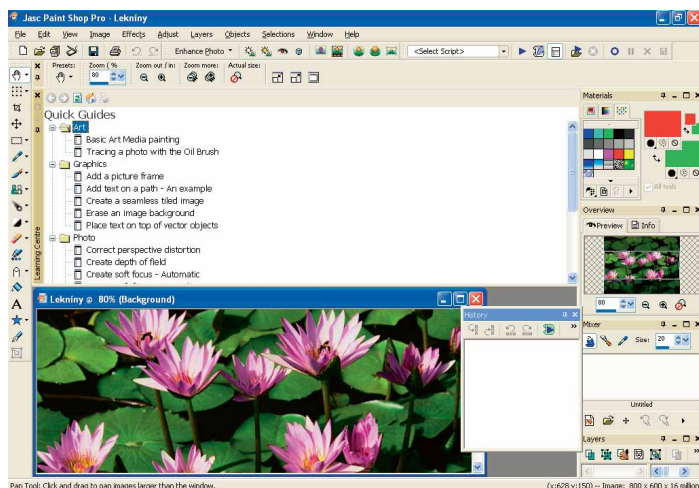 Jasc Paint Shop Pro - Lekniny
File Edit View Image Effects Adjust Layers Objects Selections Window Help
Enhance Photo <Select Script>
Presets: Zoom (% Zoom out / in: Zoom more: Actual size:
80
Quick Guides
Art
Basic Art Media painting
Tracing a photo with the Oil Brush
Graphics
Add a picture frame
Add text on a path - An example
Create a seamless tiled image
Erase an image background
Place text on top of vector objects
Photo
Correct perspective distortion
Create depth of field
Create soft focus - Automatic
Learning Centre
Lekniny @ 80% (Background)
History
Materials
All tools
Overview
Preview Info
80
Mixer
Size: 20
Untitled
Layers
Pan Tool: Click and drag to pan images larger than the window.
(x:628 y:150) -- Image: 800 x 600 x 16 million